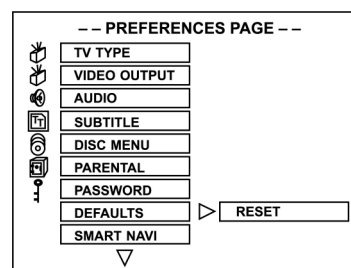 -- PREFERENCES PAGE --
TV TYPE
VIDEO OUTPUT
AUDIO
SUBTITLE
DISC MENU
PARENTAL
PASSWORD
DEFAULTS RESET
SMART NAVI